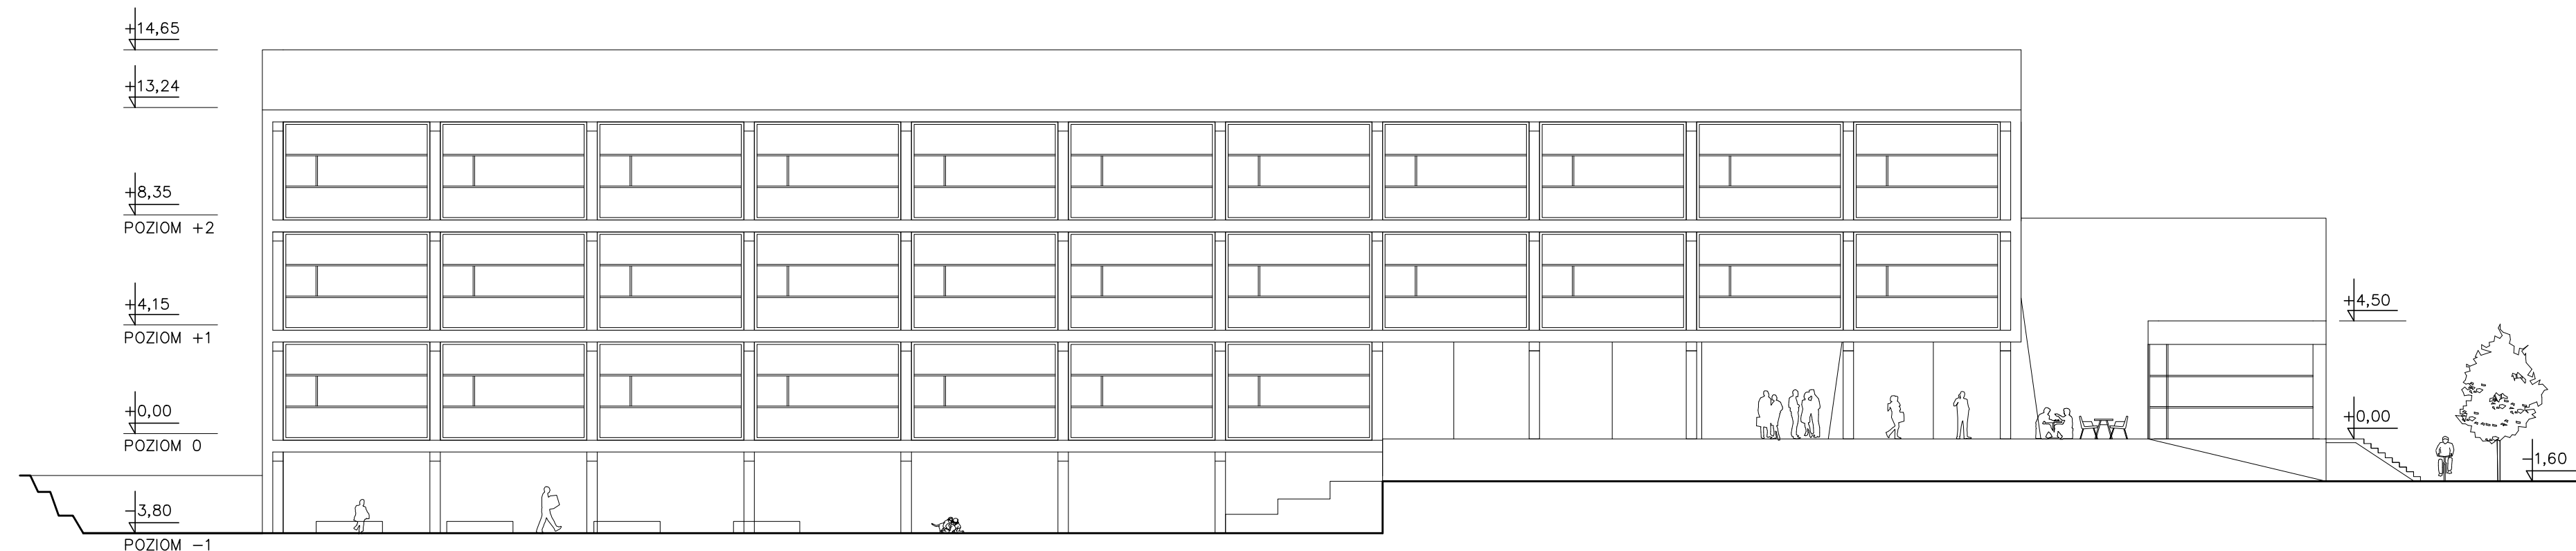 +14,65
+13,24
+8,35
POZIOM +2
+4,15
POZIOM +1
+0,00
POZIOM 0
-3,80
POZIOM -1
+4,50
+0,00
-1,60